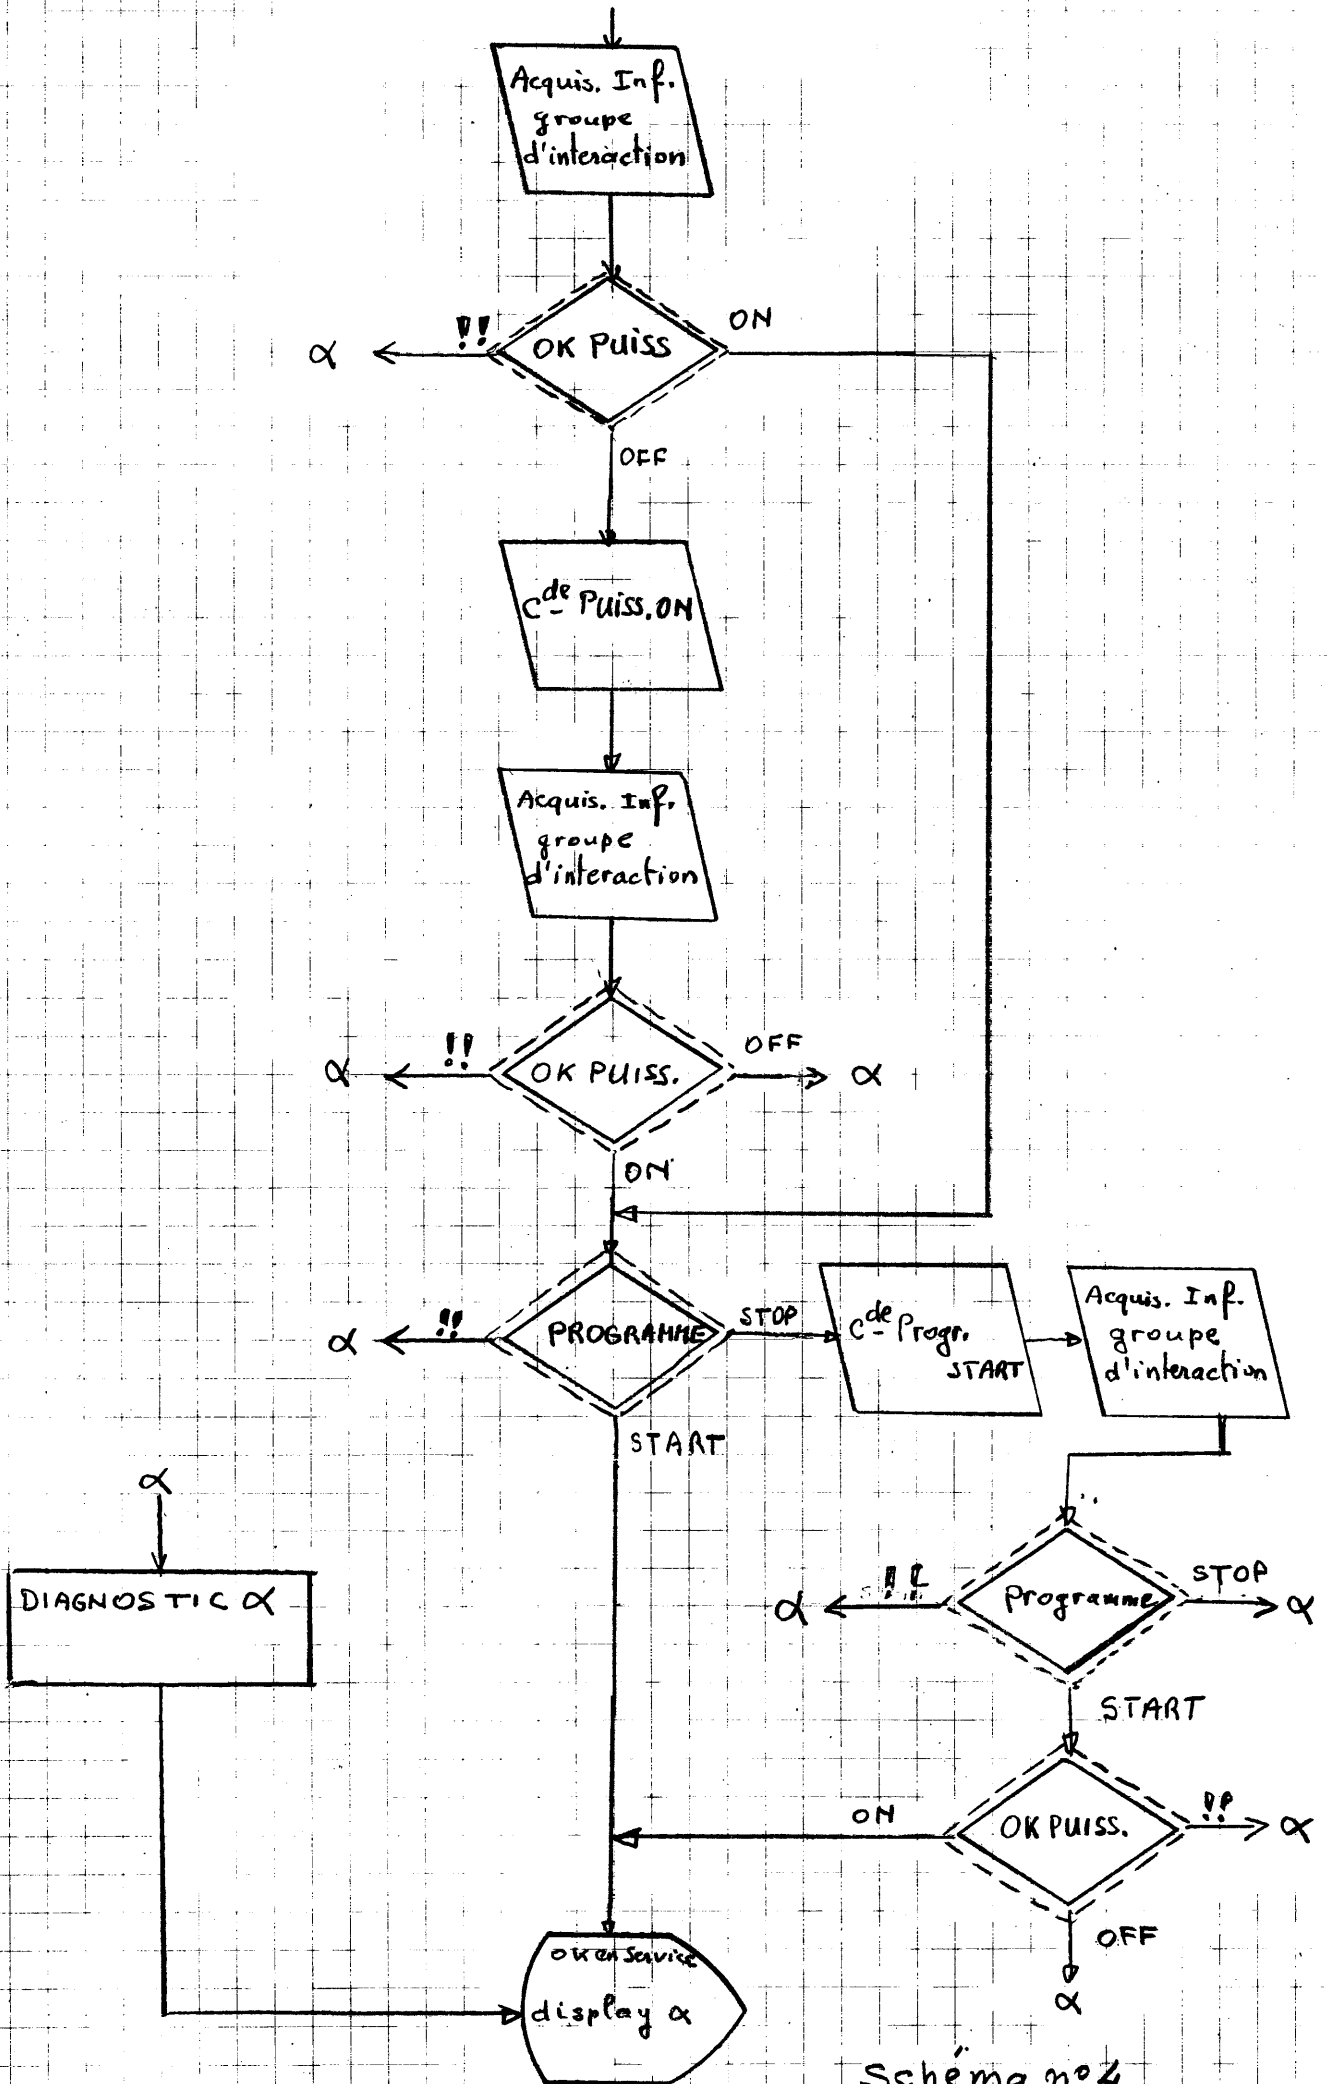 Acquis. Inf.
groupe
d'interaction
!!
ON
α
OK PUISS
OFF
Cde Puiss. ON
Acquis. Inf.
groupe
d'interaction
!!
OFF
α
OK PUISS.
α
ON
α
!!
PROGRAMME
STOP
Cde Progr.
START
Acquis. Inf.
groupe
d'interaction
START
α
DIAGNOSTIC α
α
!!
Programme
STOP
α
START
ON
OK PUISS.
!!
α
OFF
α
OK en Service
display α
Schéma n° 4